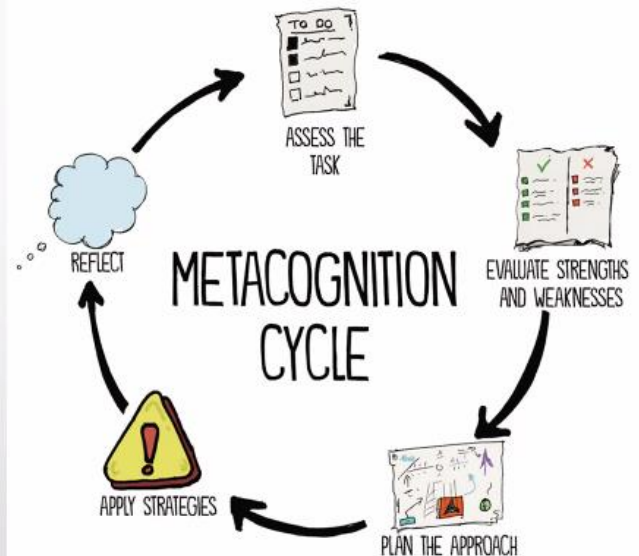 TO DO
ASSESS THE
TASK
EVALUATE STRENGTHS
AND WEAKNESSES
METACOGNITION
CYCLE
REFLECT
APPLY STRATEGIES
PLAN THE APPROACH